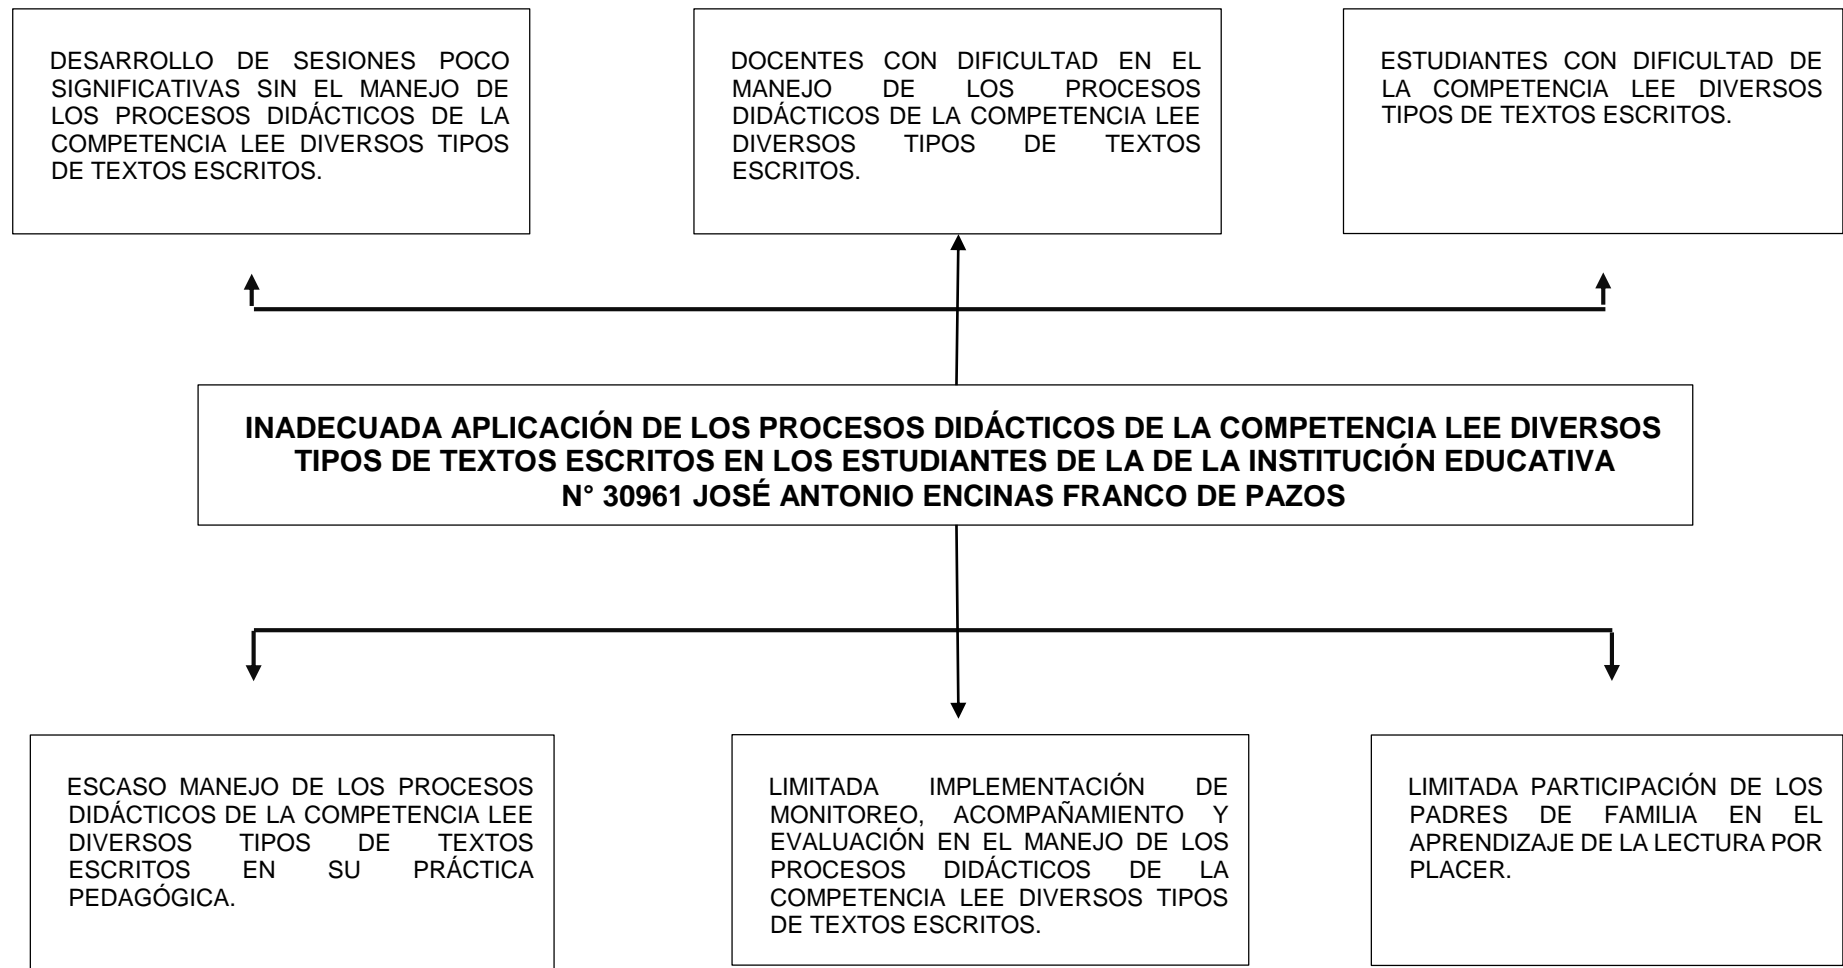 DESARROLLO DE SESIONES POCO
SIGNIFICATIVAS SIN EL MANEJO DE
LOS PROCESOS DIDÁCTICOS DE LA
COMPETENCIA LEE DIVERSOS TIPOS
DE TEXTOS ESCRITOS.
DOCENTES CON DIFICULTAD EN EL
MANEJO DE LOS PROCESOS
DIDÁCTICOS DE LA COMPETENCIA LEE
DIVERSOS TIPOS DE TEXTOS
ESCRITOS.
ESTUDIANTES CON DIFICULTAD DE
LA COMPETENCIA LEE DIVERSOS
TIPOS DE TEXTOS ESCRITOS.
INADECUADA APLICACIÓN DE LOS PROCESOS DIDÁCTICOS DE LA COMPETENCIA LEE DIVERSOS
TIPOS DE TEXTOS ESCRITOS EN LOS ESTUDIANTES DE LA DE LA INSTITUCIÓN EDUCATIVA
N° 30961 JOSÉ ANTONIO ENCINAS FRANCO DE PAZOS
ESCASO MANEJO DE LOS PROCESOS
DIDÁCTICOS DE LA COMPETENCIA LEE
DIVERSOS TIPOS DE TEXTOS
ESCRITOS EN SU PRÁCTICA
PEDAGÓGICA.
LIMITADA IMPLEMENTACIÓN DE
MONITOREO, ACOMPAÑAMIENTO Y
EVALUACIÓN EN EL MANEJO DE LOS
PROCESOS DIDÁCTICOS DE LA
COMPETENCIA LEE DIVERSOS TIPOS
DE TEXTOS ESCRITOS.
LIMITADA PARTICIPACIÓN DE LOS
PADRES DE FAMILIA EN EL
APRENDIZAJE DE LA LECTURA POR
PLACER.